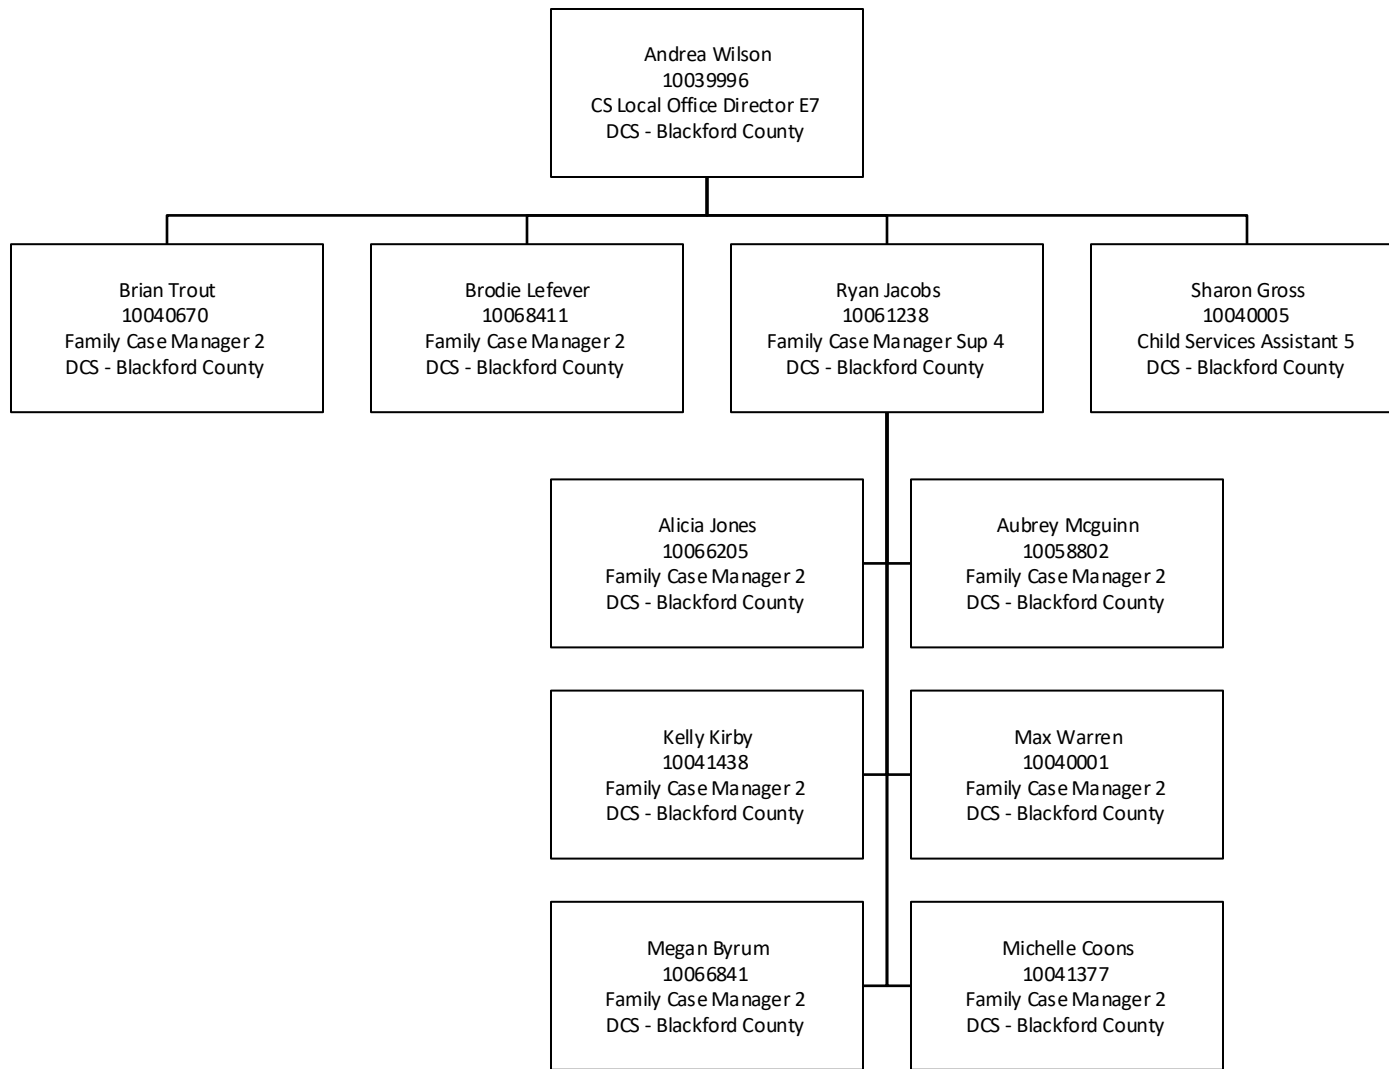 Andrea Wilson
10039996
CS Local Office Director E7
DCS - Blackford County
Brian Trout
10040670
Family Case Manager 2
DCS - Blackford County
Brodie Lefever
10068411
Family Case Manager 2
DCS - Blackford County
Ryan Jacobs
10061238
Family Case Manager Sup 4
DCS - Blackford County
Sharon Gross
10040005
Child Services Assistant 5
DCS - Blackford County
Alicia Jones
10066205
Family Case Manager 2
DCS - Blackford County
Aubrey Mcguinn
10058802
Family Case Manager 2
DCS - Blackford County
Kelly Kirby
10041438
Family Case Manager 2
DCS - Blackford County
Max Warren
10040001
Family Case Manager 2
DCS - Blackford County
Megan Byrum
10066841
Family Case Manager 2
DCS - Blackford County
Michelle Coons
10041377
Family Case Manager 2
DCS - Blackford County